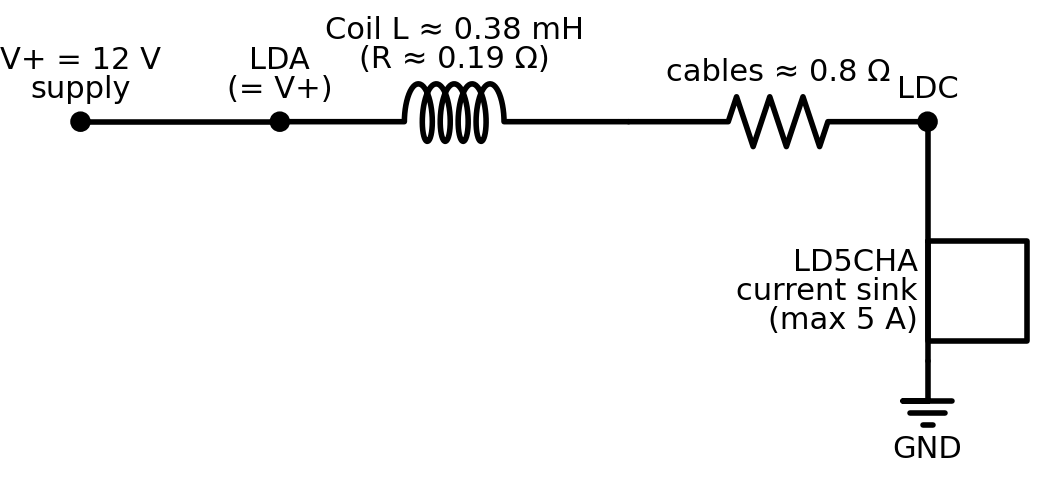 V+ = 12 V
supply
LDA
(= V+)
Coil L ≈ 0.38 mH
(R ≈ 0.19 Ω)
cables ≈ 0.8 Ω
LDC
LD5CHA
current sink
(max 5 A)
GND